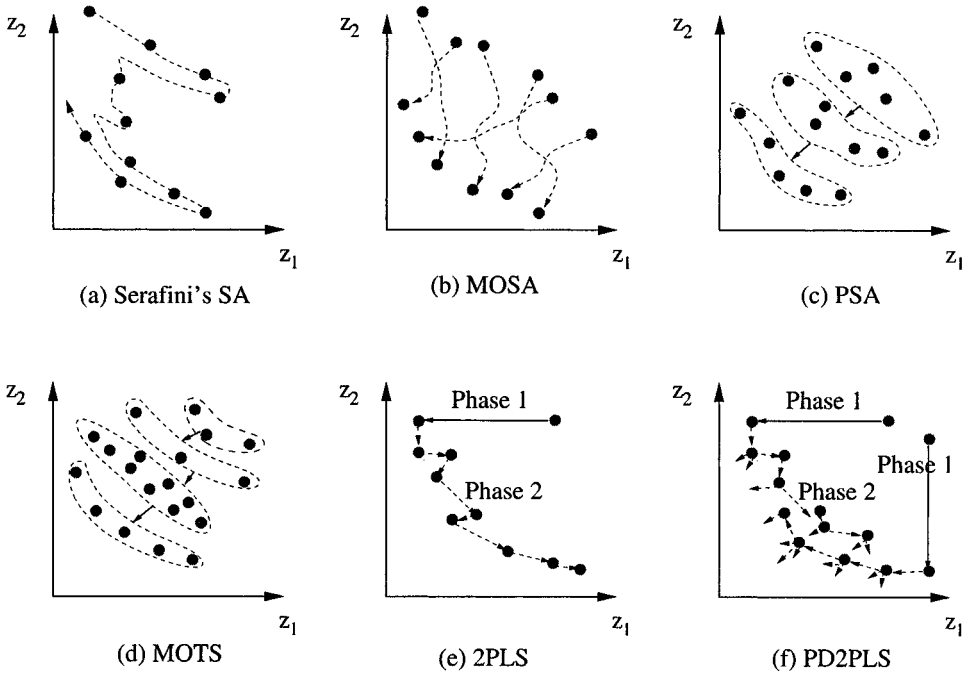 z2
z1
(a) Serafini's SA
z2
z1
(b) MOSA
z2
z1
(c) PSA
z2
z1
(d) MOTS
z2
Phase 1
Phase 2
z1
(e) 2PLS
z2
Phase 1
Phase 1
Phase 2
z1
(f) PD2PLS